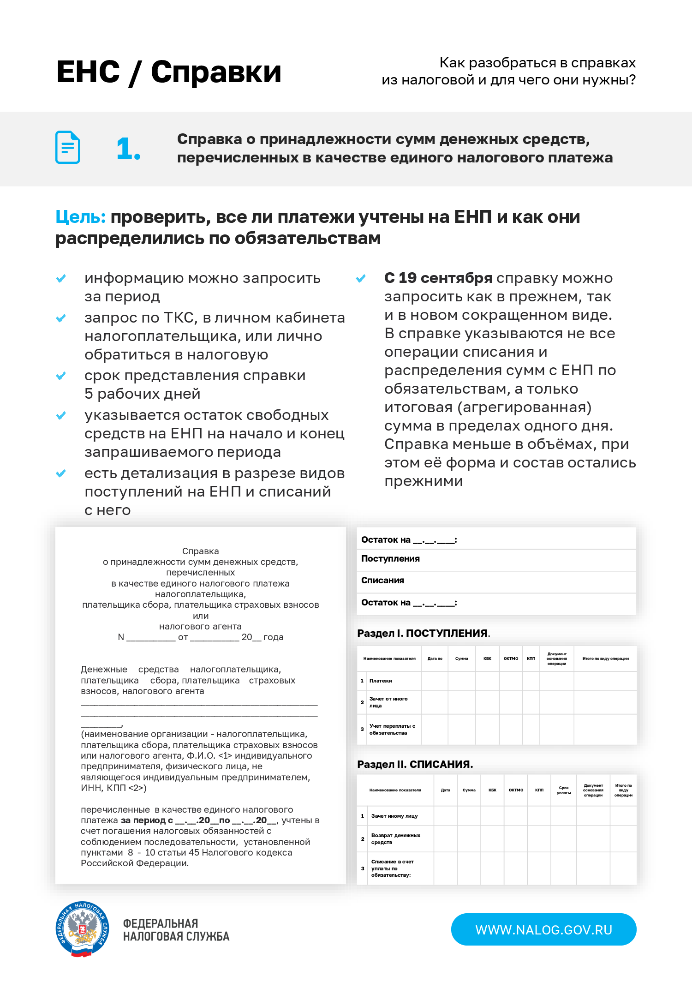 ЕНС / Справки
Как разобраться в справках
из налоговой и для чего они нужны?
1.
Справка о принадлежности сумм денежных средств,
перечисленных в качестве единого налогового платежа
Цель: проверить, все ли платежи учтены на ЕНП и как они
распределились по обязательствам
информацию можно запросить
за период
запрос по ТКС, в личном кабинета
налогоплательщика, или лично
обратиться в налоговую
срок представления справки
5 рабочих дней
указывается остаток свободных
средств на ЕНП на начало и конец
запрашиваемого периода
есть детализация в разрезе видов
поступлений на ЕНП и списаний
с него
С 19 сентября справку можно
запросить как в прежнем, так
и в новом сокращенном виде.
В справке указываются не все
операции списания и
распределения сумм с ЕНП по
обязательствам, а только
итоговая (агрегированная)
сумма в пределах одного дня.
Справка меньше в объёмах, при
этом её форма и состав остались
прежними
Справка
о принадлежности сумм денежных средств,
перечисленных
в качестве единого налогового платежа
налогоплательщика,
плательщика сбора, плательщика страховых взносов
или
налогового агента
N ___________ от ___________ 20__ года
Денежные средства налогоплательщика,
плательщика сбора, плательщика страховых
взносов, налогового агента
_____________________________________________________
_____________________________________________________
_________,
(наименование организации - налогоплательщика,
плательщика сбора, плательщика страховых взносов
или налогового агента, Ф.И.О. <1> индивидуального
предпринимателя, физического лица, не
являющегося индивидуальным предпринимателем,
ИНН, КПП <2>)
перечисленные в качестве единого налогового
платежа за период с __.__.20__по __.__.20__, учтены в
счет погашения налоговых обязанностей с
соблюдением последовательности, установленной
пунктами 8 - 10 статьи 45 Налогового кодекса
Российской Федерации.
Остаток на __.__.____:
Поступления
Списания
Остаток на __.__.____:
Раздел I. ПОСТУПЛЕНИЯ.
Наименование показателя Дата по Сумма КБК ОКТМО КПП Документ основания операции Итого по виду операции
1 Платежи
2 Зачет от иного
лица
3 Учет переплаты с
обязательства
Раздел II. СПИСАНИЯ.
Наименование показателя Дата Сумма КБК ОКТМО КПП Срок уплаты Документ основания операции Итого по виду операции
1 Зачет иному лицу
2 Возврат денежных
средств
3 Списание в счет
уплаты по
обязательству:
ФЕДЕРАЛЬНАЯ НАЛОГОВАЯ СЛУЖБА
ФЕДЕРАЛЬНАЯ
НАЛОГОВАЯ СЛУЖБА
WWW.NALOG.GOV.RU